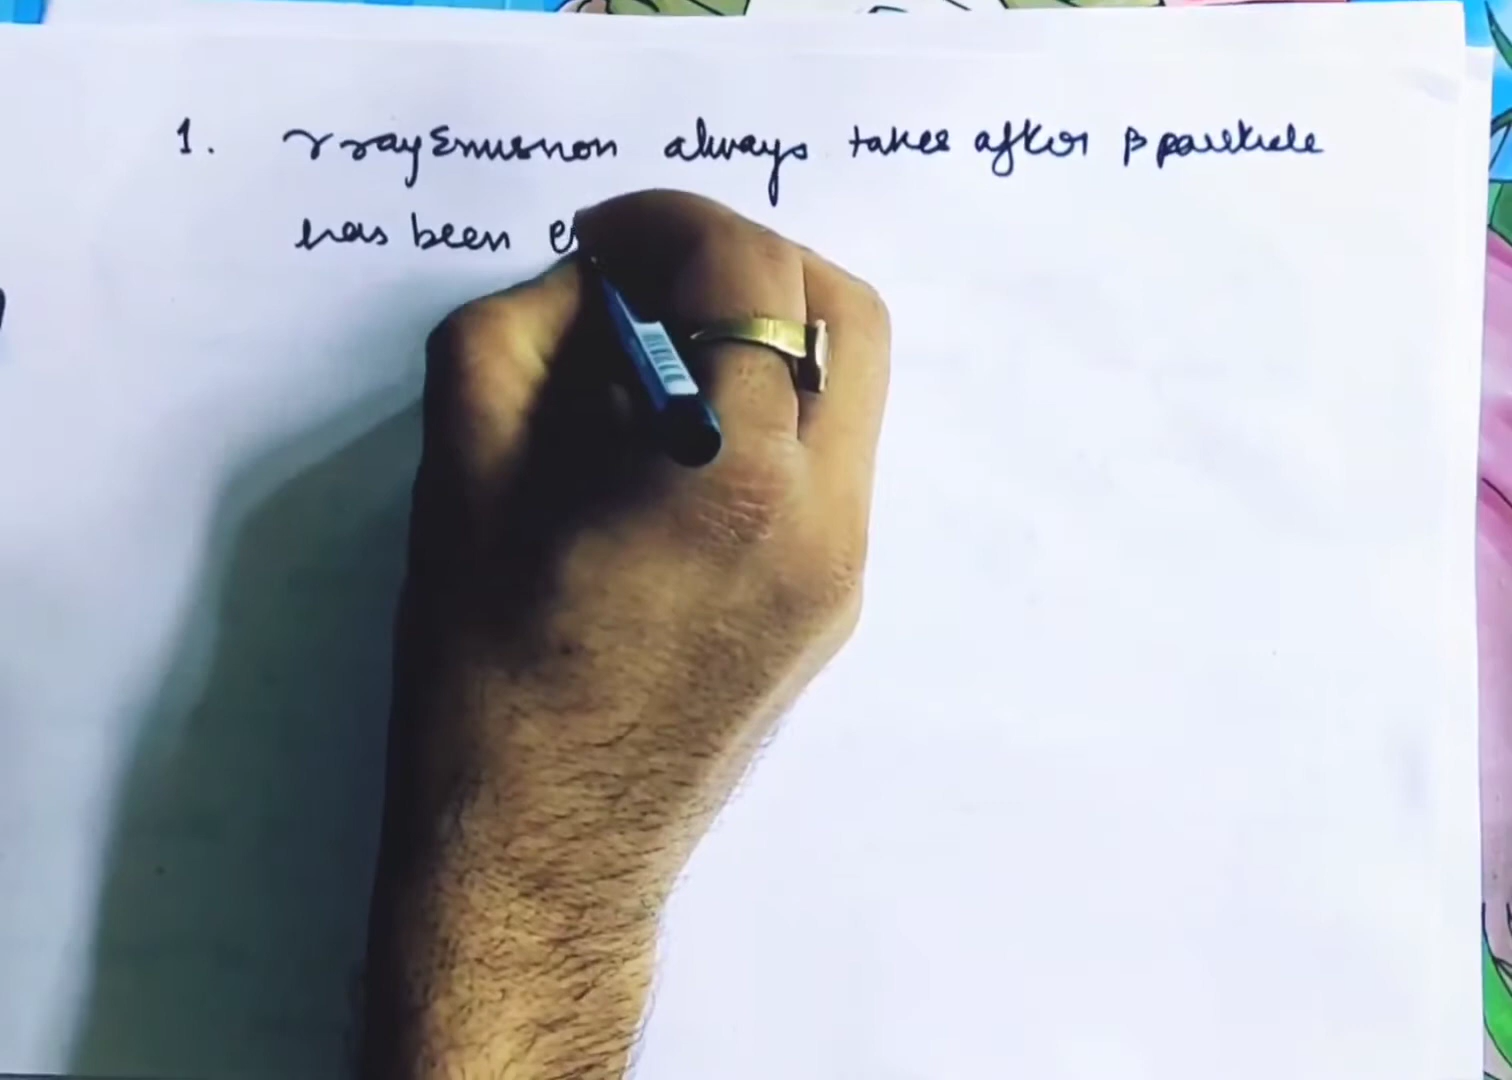 1. γ ray Emission always takes after β particle
has been e